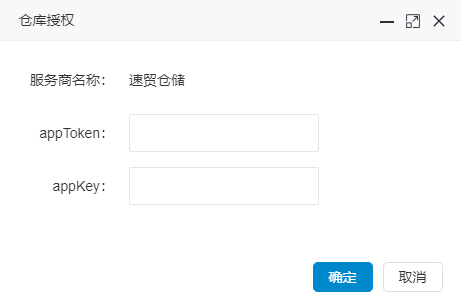 仓库授权
服务商名称： 速贸仓储
appToken：
appKey：
确定 取消